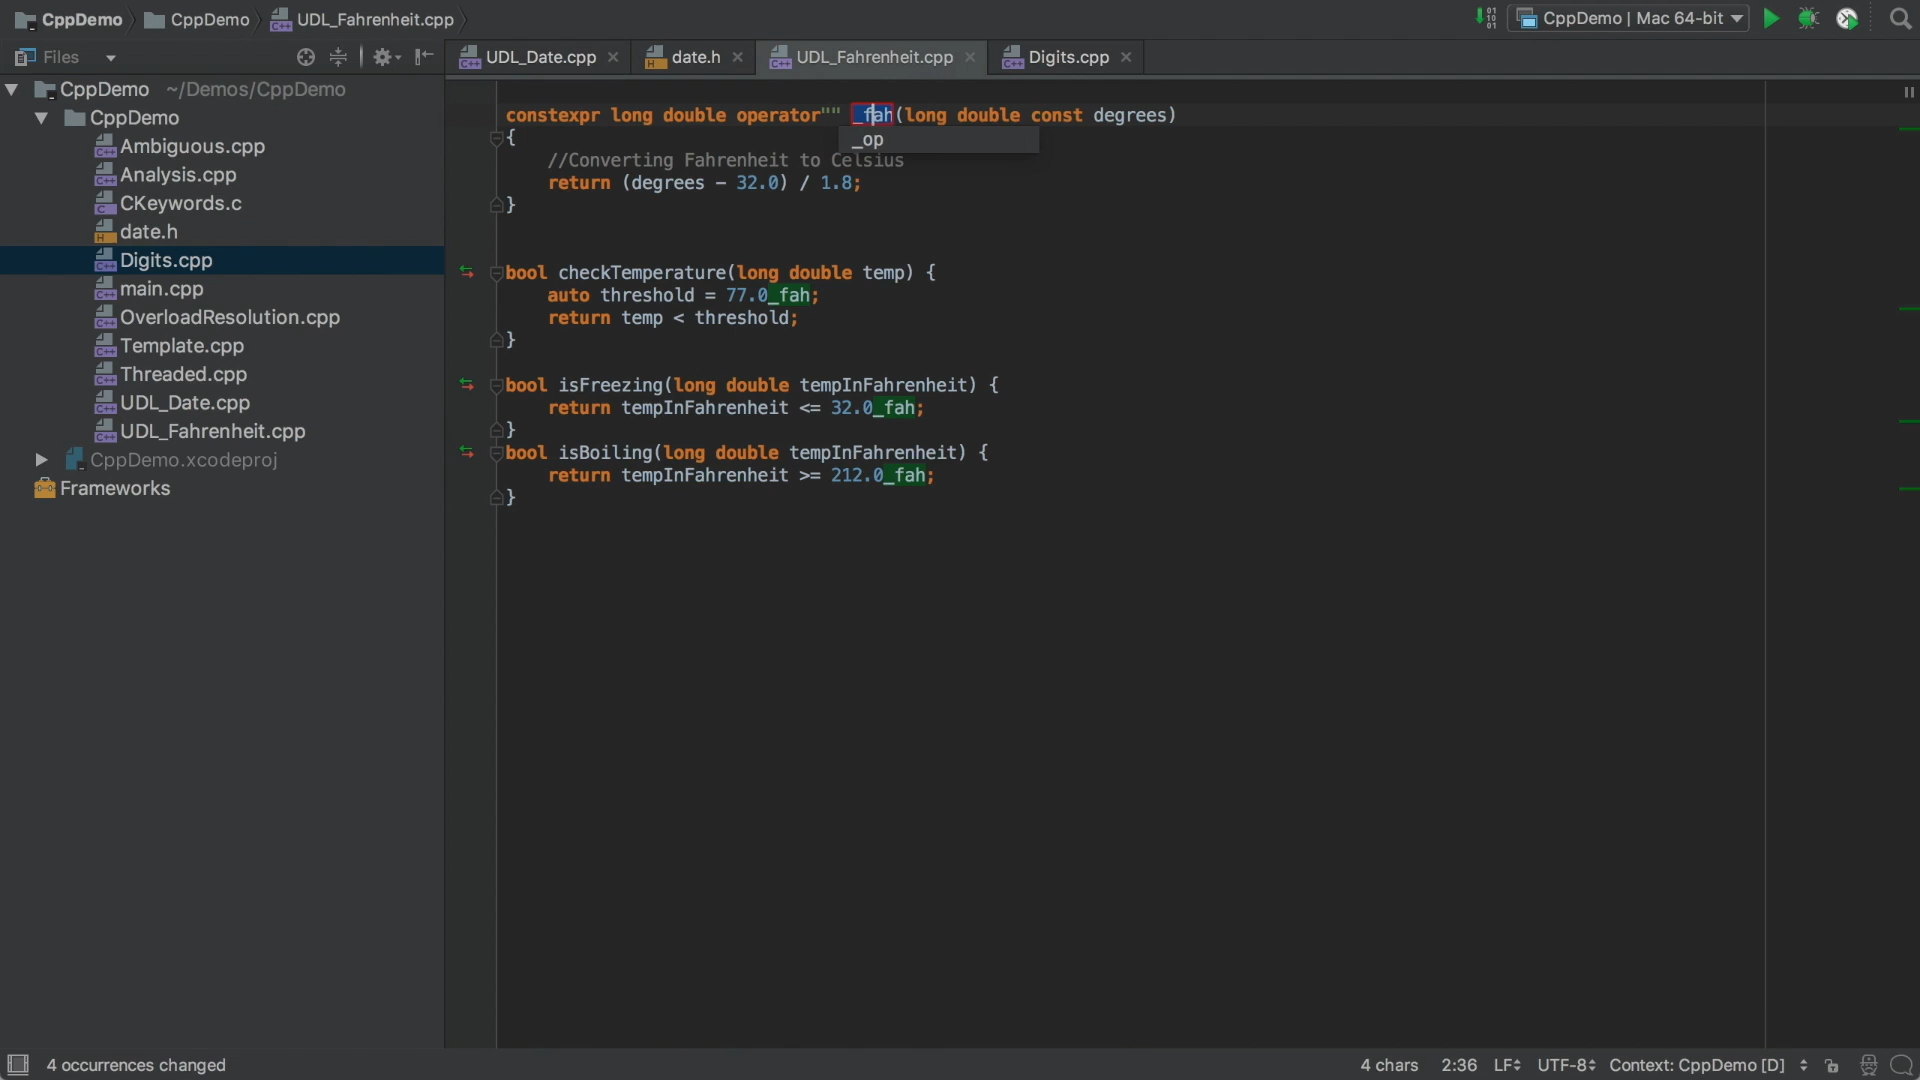 CppDemo CppDemo UDL_Fahrenheit.cpp CppDemo | Mac 64-bit
Files
UDL_Date.cpp date.h UDL_Fahrenheit.cpp Digits.cpp
CppDemo ~/Demos/CppDemo
CppDemo
Ambiguous.cpp
Analysis.cpp
CKeywords.c
date.h
Digits.cpp
main.cpp
OverloadResolution.cpp
Template.cpp
Threaded.cpp
UDL_Date.cpp
UDL_Fahrenheit.cpp
CppDemo.xcodeproj
Frameworks
constexpr long double operator"" _fah(long double const degrees)
_op
{
//Converting Fahrenheit to Celsius
return (degrees - 32.0) / 1.8;
}
bool checkTemperature(long double temp) {
auto threshold = 77.0_fah;
return temp < threshold;
}
bool isFreezing(long double tempInFahrenheit) {
return tempInFahrenheit <= 32.0_fah;
}
bool isBoiling(long double tempInFahrenheit) {
return tempInFahrenheit >= 212.0_fah;
}
4 occurrences changed 4 chars 2:36 LF UTF-8 Context: CppDemo [D]